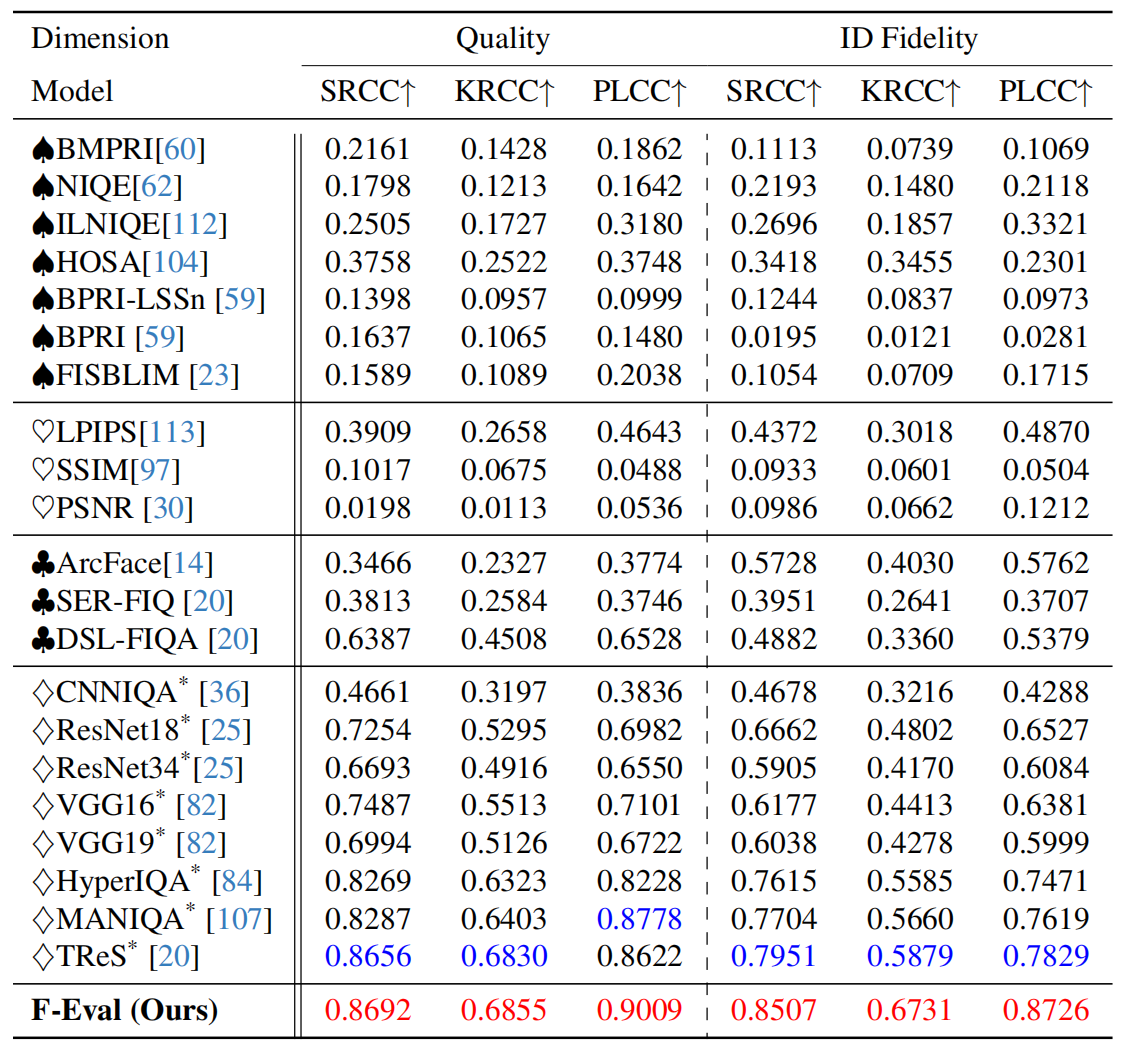 Dimension Quality ID Fidelity
Model SRCC↑ KRCC↑ PLCC↑ SRCC↑ KRCC↑ PLCC↑
♠BMPRI[60] 0.2161 0.1428 0.1862 0.1113 0.0739 0.1069
♠NIQE[62] 0.1798 0.1213 0.1642 0.2193 0.1480 0.2118
♠ILNIQE[112] 0.2505 0.1727 0.3180 0.2696 0.1857 0.3321
♠HOSA[104] 0.3758 0.2522 0.3748 0.3418 0.3455 0.2301
♠BPRI-LSSn [59] 0.1398 0.0957 0.0999 0.1244 0.0837 0.0973
♠BPRI [59] 0.1637 0.1065 0.1480 0.0195 0.0121 0.0281
♠FISBLIM [23] 0.1589 0.1089 0.2038 0.1054 0.0709 0.1715
♡LPIPS[113] 0.3909 0.2658 0.4643 0.4372 0.3018 0.4870
♡SSIM[97] 0.1017 0.0675 0.0488 0.0933 0.0601 0.0504
♡PSNR [30] 0.0198 0.0113 0.0536 0.0986 0.0662 0.1212
♣ArcFace[14] 0.3466 0.2327 0.3774 0.5728 0.4030 0.5762
♣SER-FIQ [20] 0.3813 0.2584 0.3746 0.3951 0.2641 0.3707
♣DSL-FIQA [20] 0.6387 0.4508 0.6528 0.4882 0.3360 0.5379
♢CNNIQA* [36] 0.4661 0.3197 0.3836 0.4678 0.3216 0.4288
♢ResNet18* [25] 0.7254 0.5295 0.6982 0.6662 0.4802 0.6527
♢ResNet34*[25] 0.6693 0.4916 0.6550 0.5905 0.4170 0.6084
♢VGG16* [82] 0.7487 0.5513 0.7101 0.6177 0.4413 0.6381
♢VGG19* [82] 0.6994 0.5126 0.6722 0.6038 0.4278 0.5999
♢HyperIQA* [84] 0.8269 0.6323 0.8228 0.7615 0.5585 0.7471
♢MANIQA* [107] 0.8287 0.6403 0.8778 0.7704 0.5660 0.7619
♢TReS* [20] 0.8656 0.6830 0.8622 0.7951 0.5879 0.7829
F-Eval (Ours) 0.8692 0.6855 0.9009 0.8507 0.6731 0.8726